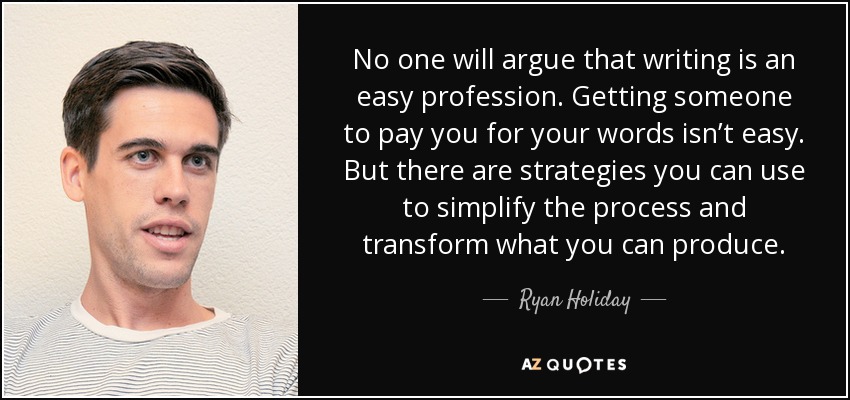 No one will argue that writing is an
easy profession. Getting someone
to pay you for your words isn’t easy.
But there are strategies you can use
to simplify the process and
transform what you can produce.
Ryan Holiday
AZ QUOTES